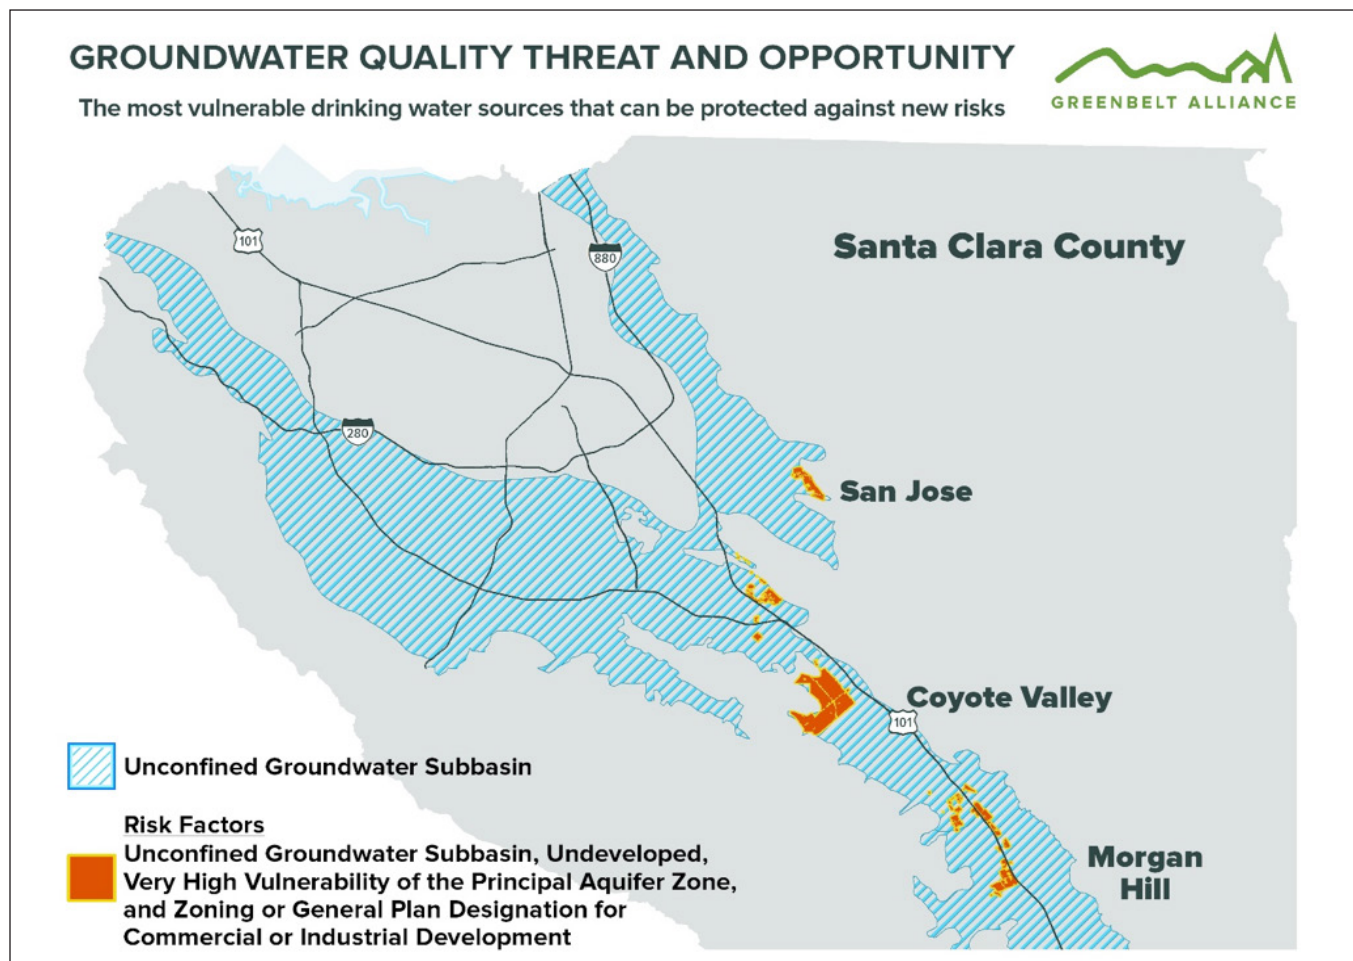 GROUNDWATER QUALITY THREAT AND OPPORTUNITY
The most vulnerable drinking water sources that can be protected against new risks
GREENBELT ALLIANCE
101
880
Santa Clara County
280
San Jose
Coyote Valley
101
Morgan
Hill
Unconfined Groundwater Subbasin
Risk Factors
Unconfined Groundwater Subbasin, Undeveloped,
Very High Vulnerability of the Principal Aquifer Zone,
and Zoning or General Plan Designation for
Commercial or Industrial Development